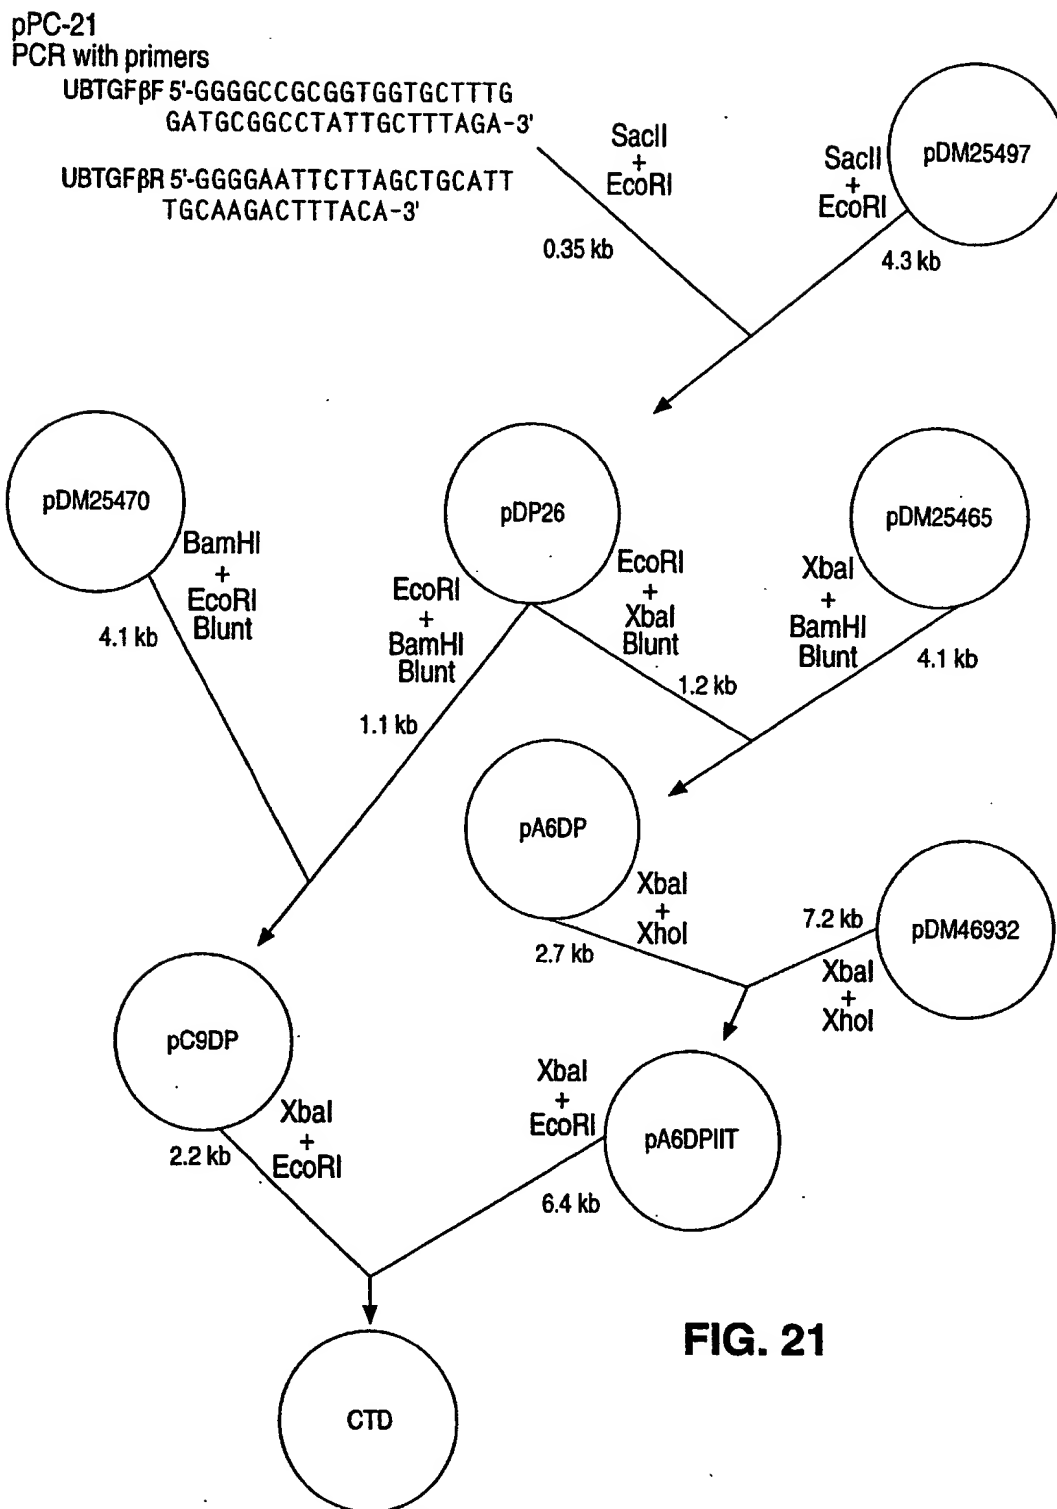 pPC-21
PCR with primers
UBTGFβF 5'-GGGGCCGCGGTGGTGCTTTG
GATGCGGCCTATTGCTTTAGA-3'
UBTGFβR 5'-GGGGAATTCTTAGCTGCATT
TGCAAGACTTTACA-3'
SacII
+
EcoRI
0.35 kb
SacII
+
EcoRI
pDM25497
4.3 kb
pDM25470
BamHI
+
EcoRI
Blunt
4.1 kb
pDP26
EcoRI
+
BamHI
Blunt
1.1 kb
EcoRI
+
XbaI
Blunt
1.2 kb
pDM25465
XbaI
+
BamHI
Blunt
4.1 kb
pA6DP
XbaI
+
XhoI
2.7 kb
7.2 kb
pDM46932
XbaI
+
XhoI
pC9DP
XbaI
+
EcoRI
2.2 kb
XbaI
+
EcoRI
pA6DPIIT
6.4 kb
FIG. 21
CTD